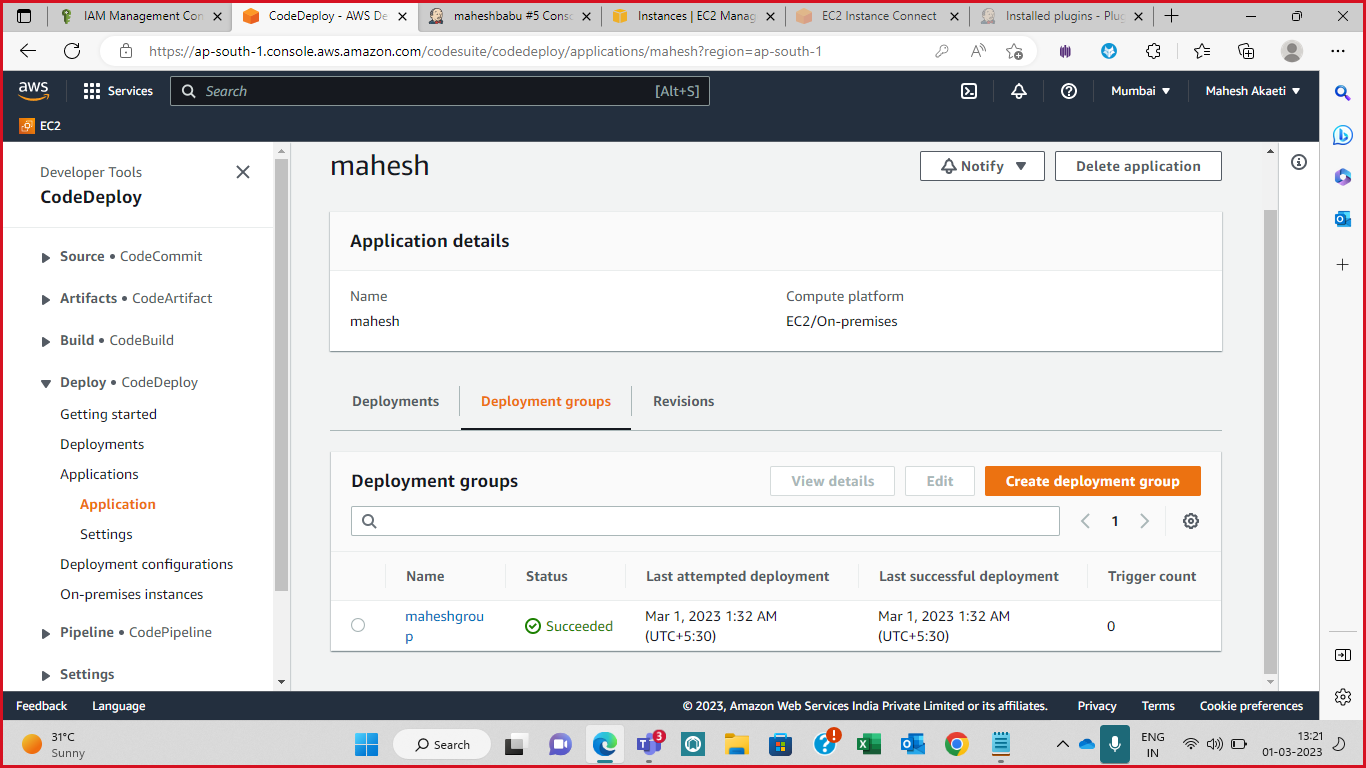 IAM Management Con
CodeDeploy - AWS De
maheshbabu #5 Conso
Instances | EC2 Manag
EC2 Instance Connect
Installed plugins - Plug
https://ap-south-1.console.aws.amazon.com/codesuite/codedeploy/applications/mahesh?region=ap-south-1
aws
Services
Search
[Alt+S]
Mumbai
Mahesh Akaeti
EC2
Developer Tools
CodeDeploy
Source • CodeCommit
Artifacts • CodeArtifact
Build • CodeBuild
Deploy • CodeDeploy
Getting started
Deployments
Applications
Application
Settings
Deployment configurations
On-premises instances
Pipeline • CodePipeline
Settings
mahesh
Notify
Delete application
Application details
Name
mahesh
Compute platform
EC2/On-premises
Deployments
Deployment groups
Revisions
Deployment groups
View details
Edit
Create deployment group
1
Name
Status
Last attempted deployment
Last successful deployment
Trigger count
maheshgrou
p
Succeeded
Mar 1, 2023 1:32 AM
(UTC+5:30)
Mar 1, 2023 1:32 AM
(UTC+5:30)
0
Feedback
Language
© 2023, Amazon Web Services India Private Limited or its affiliates.
Privacy
Terms
Cookie preferences
31°C
Sunny
Search
3
ENG
IN
13:21
01-03-2023